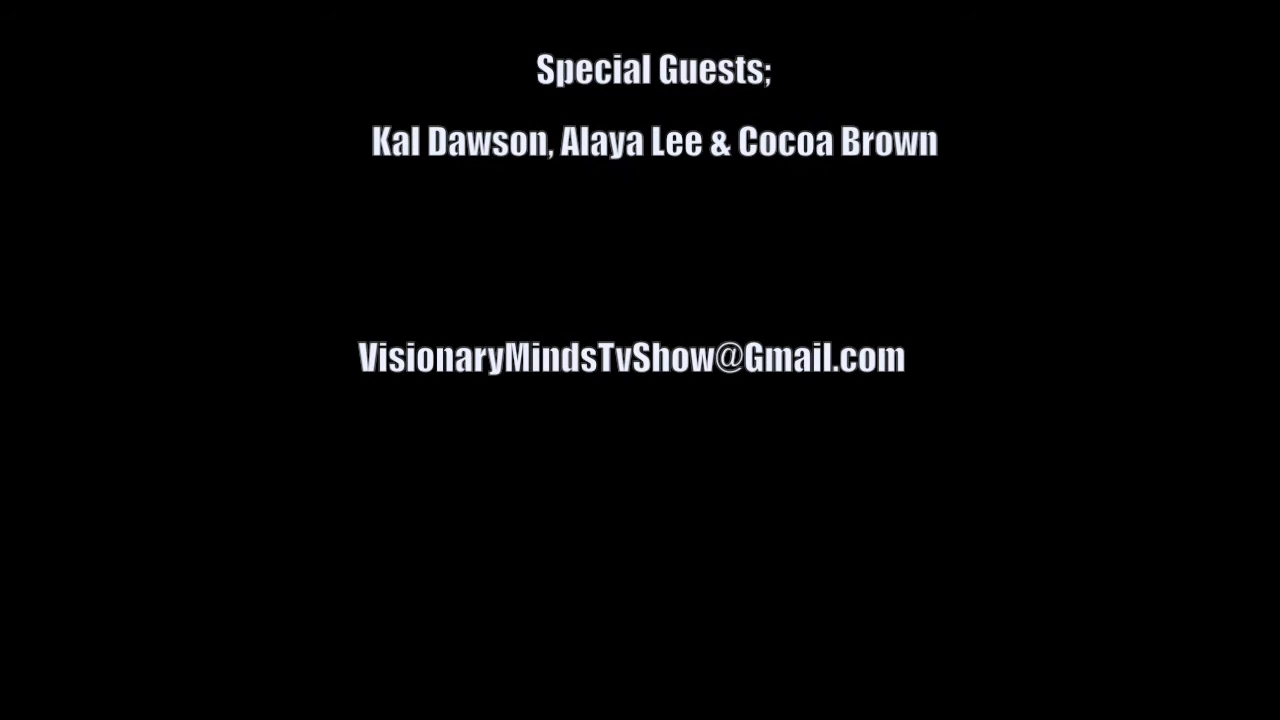 Special Guests;
Kal Dawson, Alaya Lee & Cocoa Brown
VisionaryMindsTvShow@Gmail.com